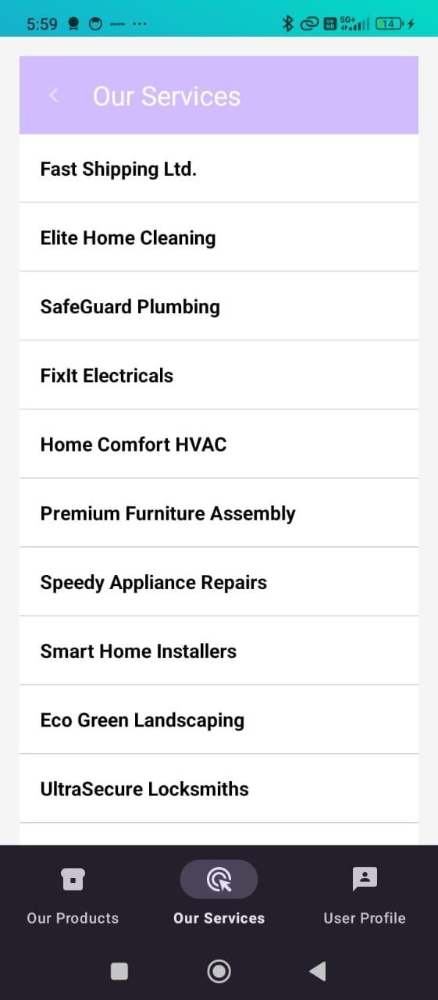 5:59
5G+
14
Our Services
Fast Shipping Ltd.
Elite Home Cleaning
SafeGuard Plumbing
FixIt Electricals
Home Comfort HVAC
Premium Furniture Assembly
Speedy Appliance Repairs
Smart Home Installers
Eco Green Landscaping
UltraSecure Locksmiths
Our Products
Our Services
User Profile